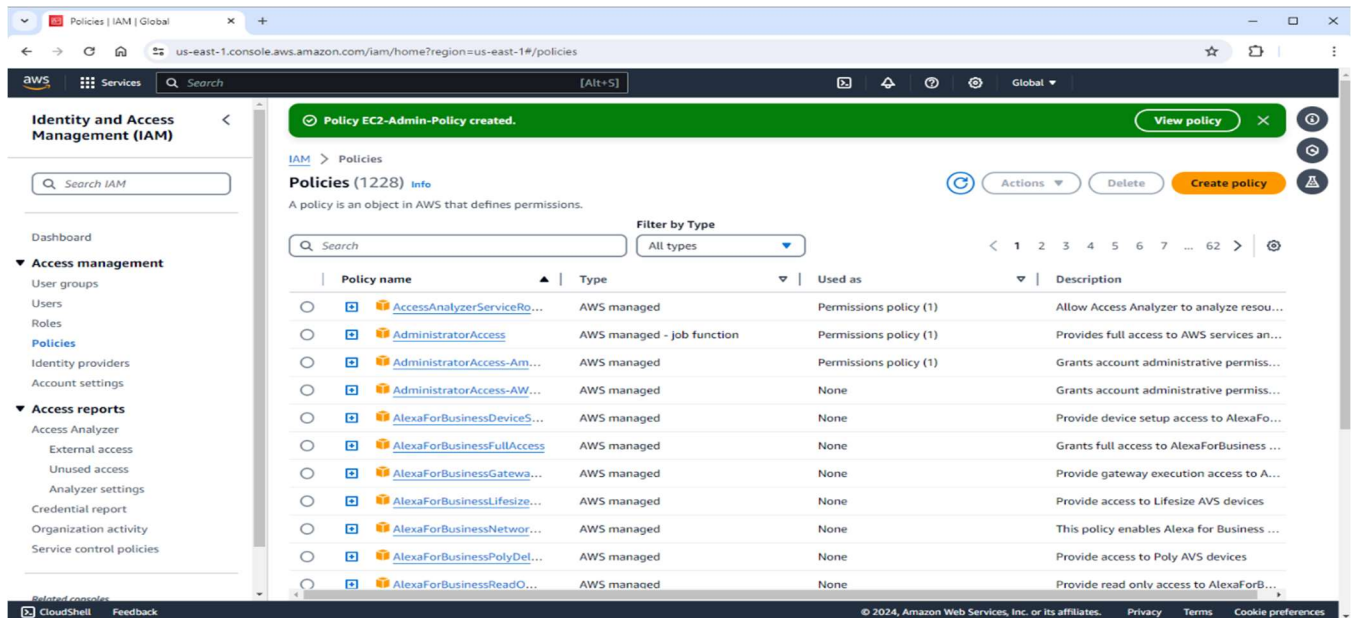 Policies | IAM | Global
us-east-1.console.aws.amazon.com/iam/home?region=us-east-1#/policies
aws Services Search [Alt+S] Global
Identity and Access Management (IAM)
Search IAM
Dashboard
Access management
User groups
Users
Roles
Policies
Identity providers
Account settings
Access reports
Access Analyzer
External access
Unused access
Analyzer settings
Credential report
Organization activity
Service control policies
Related consoles
Policy EC2-Admin-Policy created. View policy
IAM > Policies
Policies (1228) Info Actions Delete Create policy
A policy is an object in AWS that defines permissions.
Filter by Type
Search All types 1 2 3 4 5 6 7 ... 62
Policy name Type Used as Description
AccessAnalyzerServiceRo... AWS managed Permissions policy (1) Allow Access Analyzer to analyze resou...
AdministratorAccess AWS managed - job function Permissions policy (1) Provides full access to AWS services an...
AdministratorAccess-Am... AWS managed Permissions policy (1) Grants account administrative permiss...
AdministratorAccess-AW... AWS managed None Grants account administrative permiss...
AlexaForBusinessDeviceS... AWS managed None Provide device setup access to AlexaFo...
AlexaForBusinessFullAccess AWS managed None Grants full access to AlexaForBusiness ...
AlexaForBusinessGatewa... AWS managed None Provide gateway execution access to A...
AlexaForBusinessLifesize... AWS managed None Provide access to Lifesize AVS devices
AlexaForBusinessNetwor... AWS managed None This policy enables Alexa for Business ...
AlexaForBusinessPolyDel... AWS managed None Provide access to Poly AVS devices
AlexaForBusinessReadO... AWS managed None Provide read only access to AlexaForB...
CloudShell Feedback © 2024, Amazon Web Services, Inc. or its affiliates. Privacy Terms Cookie preferences